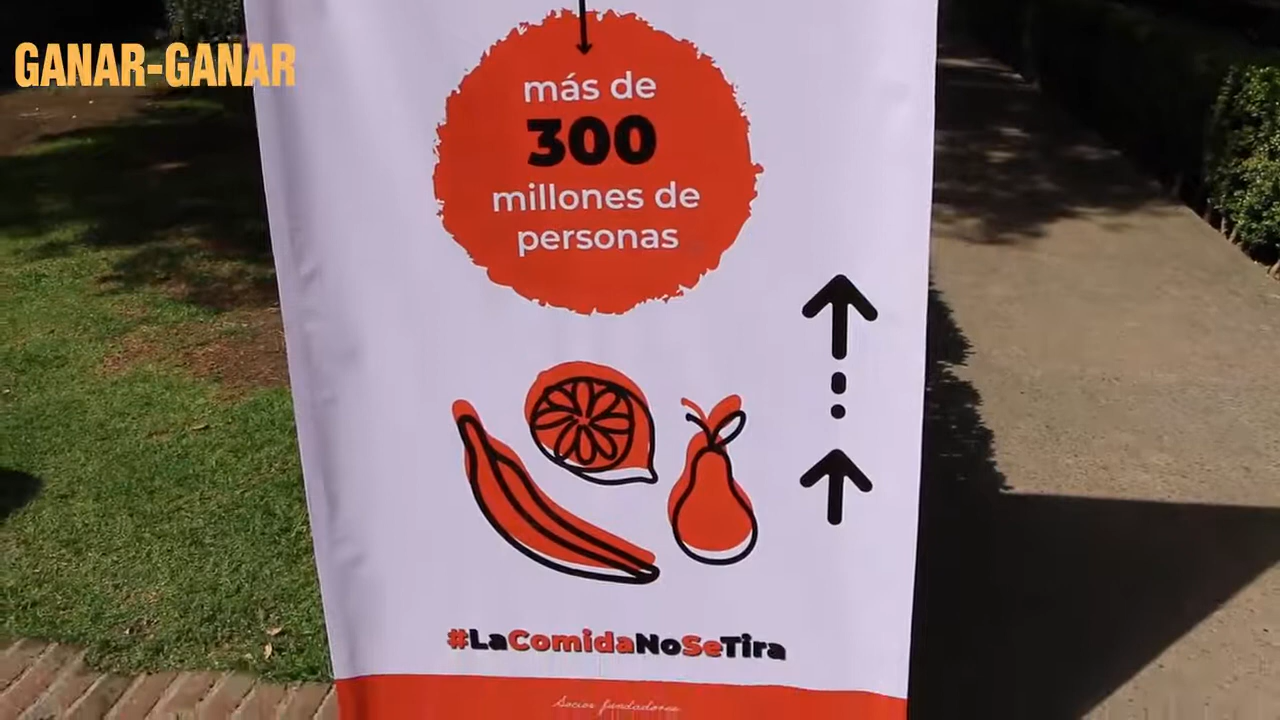 GANAR-GANAR
más de
300
millones de
personas
#LaComidaNoSeTira
Socios fundadores